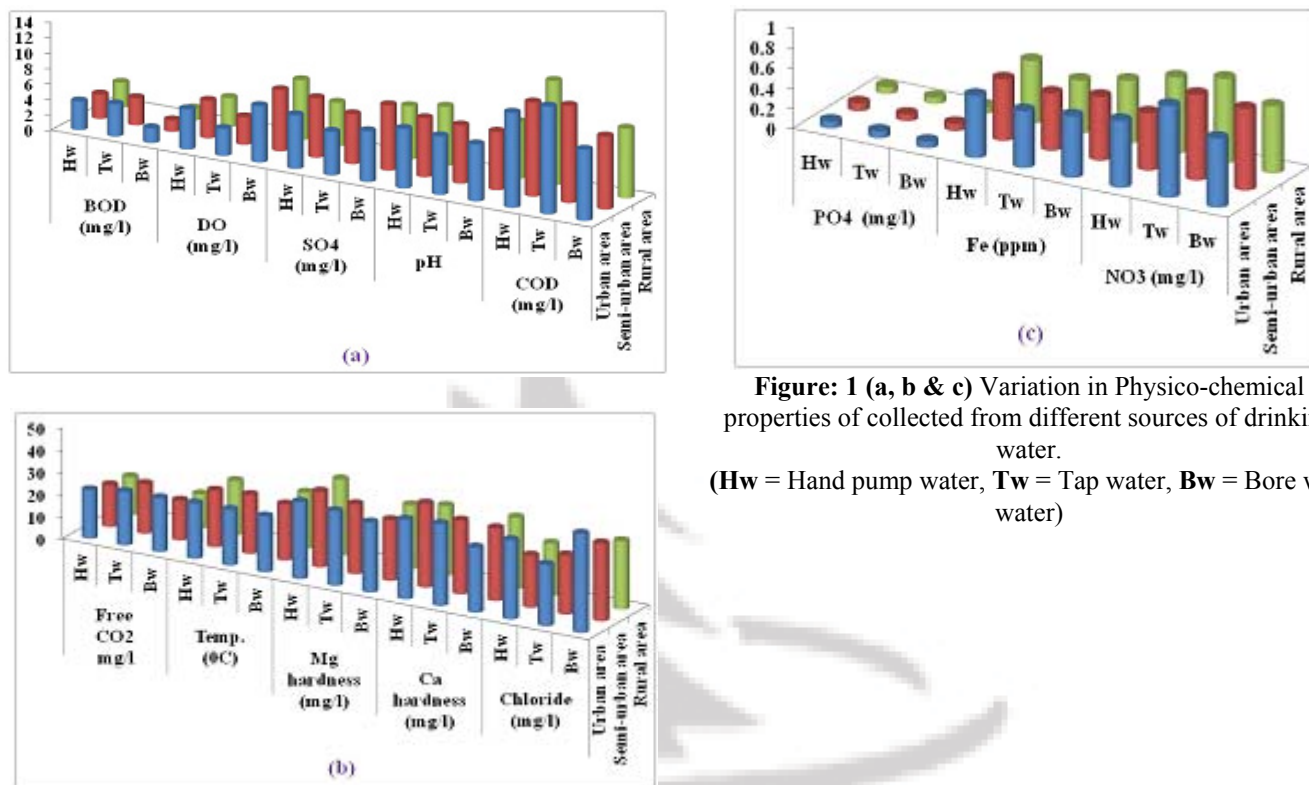 14
12
10
8
6
4
2
0
Hw Tw Bw Hw Tw Bw Hw Tw Bw Hw Tw Bw Hw Tw Bw
BOD (mg/l)
DO (mg/l)
SO4 (mg/l)
pH
COD (mg/l)
Urban area
Semi-urban area
Rural area
(a)
1
0.8
0.6
0.4
0.2
0
Hw Tw Bw Hw Tw Bw Hw Tw Bw
PO4 (mg/l)
Fe (ppm)
NO3 (mg/l)
Urban area
Semi-urban area
Rural area
(c)
Figure: 1 (a, b & c) Variation in Physico-chemical
properties of collected from different sources of drinki
water.
(Hw = Hand pump water, Tw = Tap water, Bw = Bore
water)
50
40
30
20
10
0
Hw Tw Bw Hw Tw Bw Hw Tw Bw Hw Tw Bw Hw Tw Bw
Free
CO2
mg/l
Temp.
(0C)
Mg
hardness
(mg/l)
Ca
hardness
(mg/l)
Chloride
(mg/l)
Urban area
Semi-urban area
Rural area
(b)